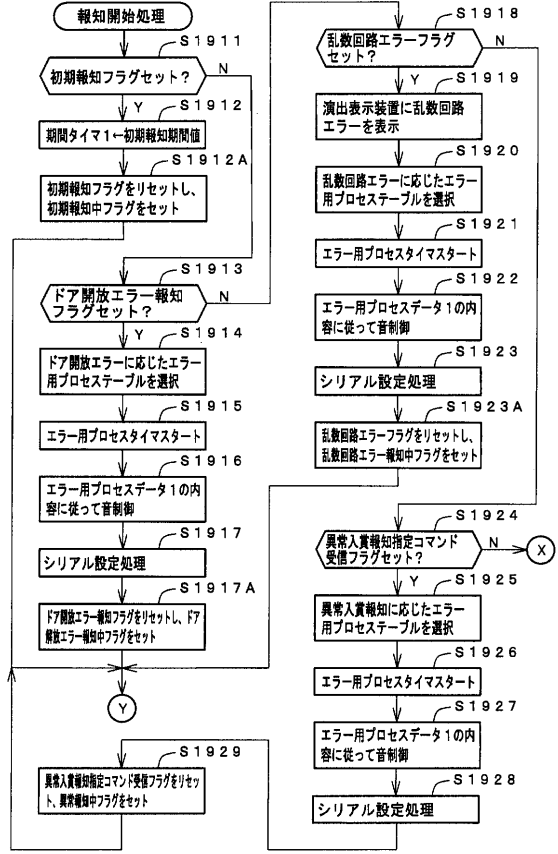 報知開始処理
S1911
初期報知フラグセット？
N
Y
S1912
期間タイマ1←初期報知期間値
S1912A
初期報知フラグをリセットし、
初期報知中フラグをセット
S1913
ドア開放エラー報知
フラグセット？
N
Y
S1914
ドア開放エラーに応じたエラー
用プロセステーブルを選択
S1915
エラー用プロセスタイマスタート
S1916
エラー用プロセスデータ1の内
容に従って音制御
S1917
シリアル設定処理
S1917A
ドア開放エラー報知フラグをリセットし、ドア
解放エラー報知中フラグをセット
Y
S1918
乱数回路エラーフラグ
セット？
N
Y
S1919
演出表示装置に乱数回路
エラーを表示
S1920
乱数回路エラーに応じたエラー
用プロセステーブルを選択
S1921
エラー用プロセスタイマスタート
S1922
エラー用プロセスデータ1の内
容に従って音制御
S1923
シリアル設定処理
S1923A
乱数回路エラーフラグをリセットし、
乱数回路エラー報知中フラグをセット
S1924
異常入賞報知指定コマンド
受信フラグセット？
N
X
Y
S1925
異常入賞報知に応じたエラー
用プロセステーブルを選択
S1926
エラー用プロセスタイマスタート
S1927
エラー用プロセスデータ1の内
容に従って音制御
S1928
シリアル設定処理
S1929
異常入賞報知指定コマンド受信フラグをリセッ
ト、異常報知中フラグをセット